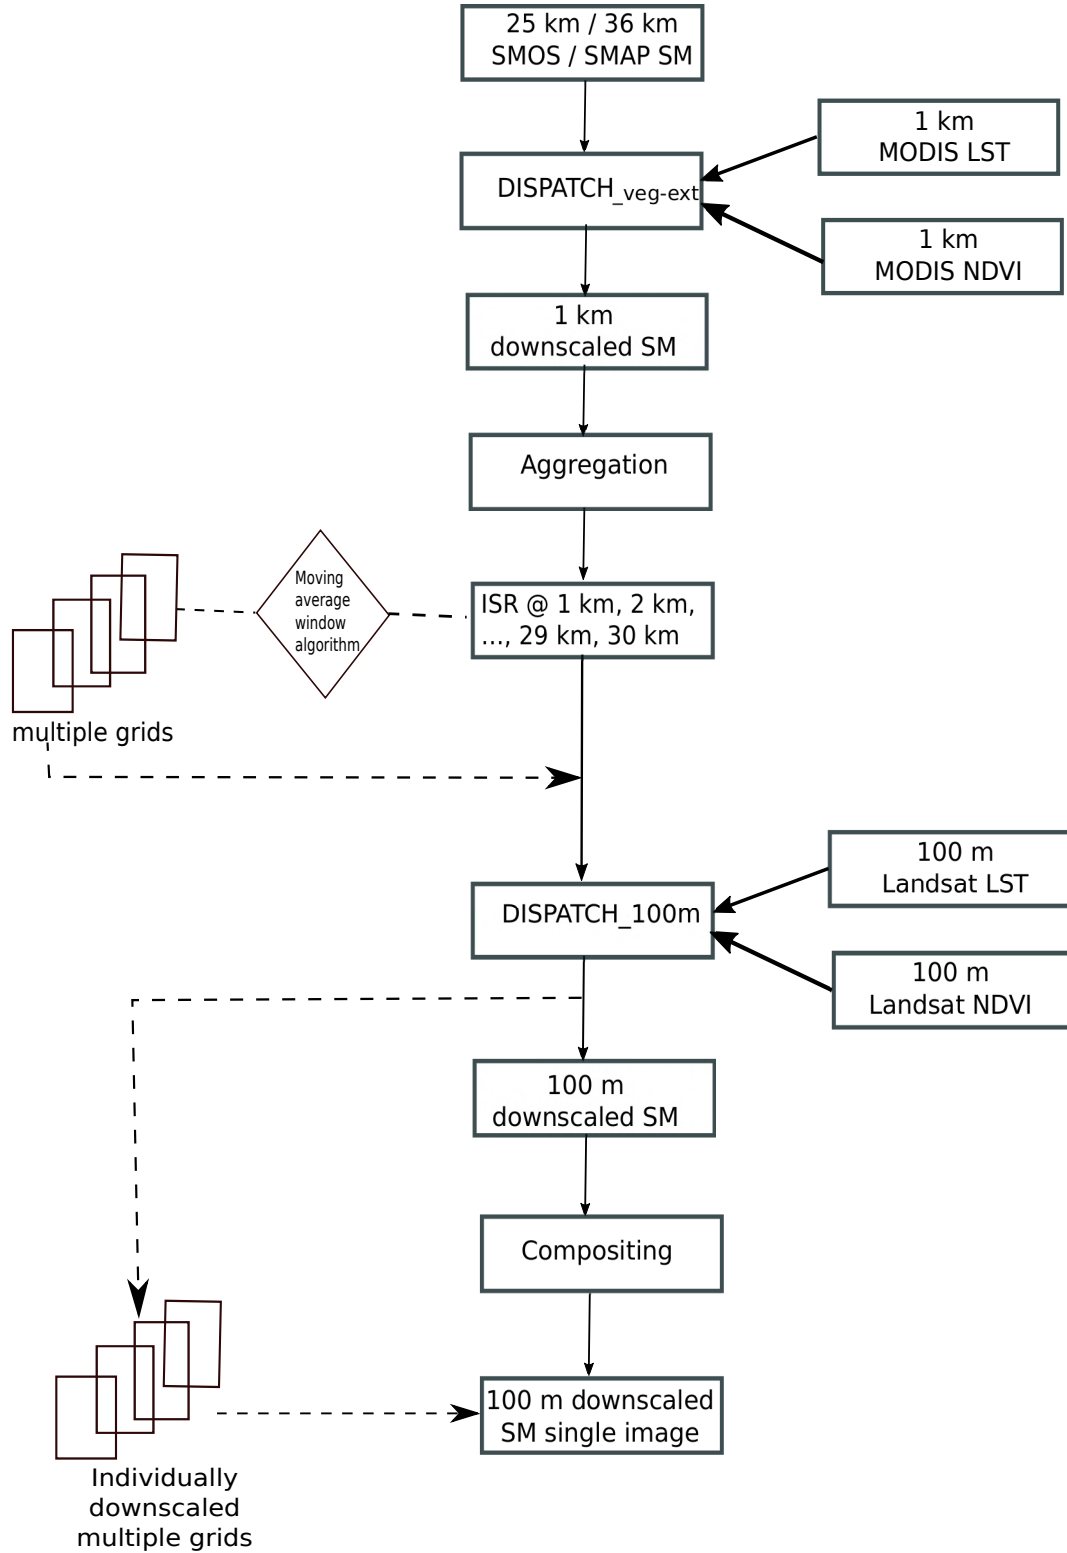 25 km / 36 km
SMOS / SMAP SM
1 km
MODIS LST
DISPATCH_veg-ext
1 km
MODIS NDVI
1 km
downscaled SM
Aggregation
Moving
average
window
algorithm
ISR @ 1 km, 2 km,
..., 29 km, 30 km
multiple grids
100 m
Landsat LST
DISPATCH_100m
100 m
Landsat NDVI
100 m
downscaled SM
Compositing
100 m downscaled
SM single image
Individually
downscaled
multiple grids